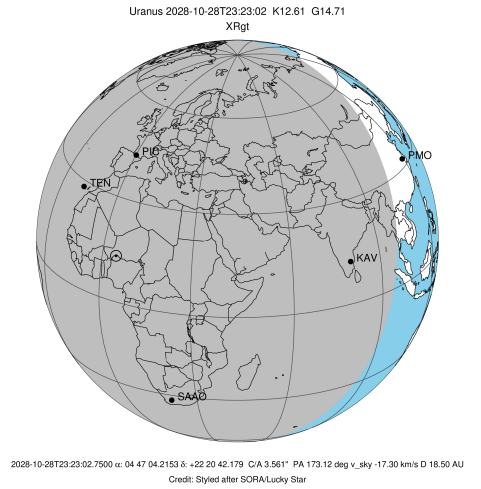 Uranus 2028-10-28T23:23:02 K12.61 G14.71
XRgt
PIC
PMO
TEN
KAV
SAAO
2028-10-28T23:23:02.7500 α: 04 47 04.2153 δ: +22 20 42.179 C/A 3.561" PA 173.12 deg v_sky -17.30 km/s D 18.50 AU
Credit: Styled after SORA/Lucky Star